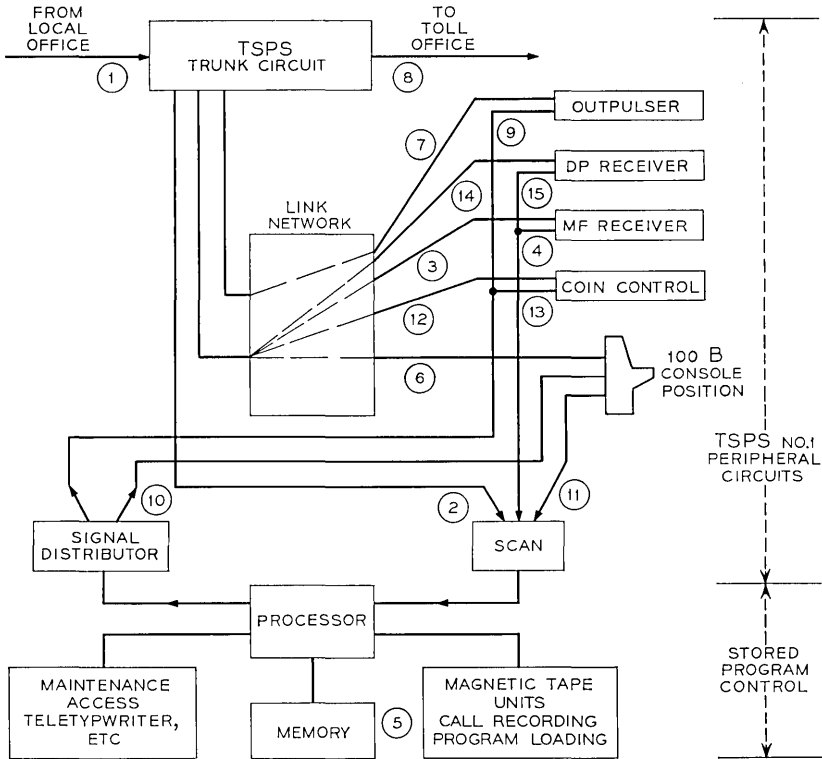 FROM
LOCAL
OFFICE
TO
TOLL
OFFICE
TSPS
TRUNK CIRCUIT
1
8
OUTPULSER
7
9
DP RECEIVER
14
15
LINK
NETWORK
MF RECEIVER
3
4
COIN CONTROL
12
13
100 B
CONSOLE
POSITION
6
TSPS NO.1
PERIPHERAL
CIRCUITS
10
2
11
SIGNAL
DISTRIBUTOR
SCAN
PROCESSOR
STORED
PROGRAM
CONTROL
MAINTENANCE
ACCESS
TELETYPWRITER,
ETC
MEMORY
5
MAGNETIC TAPE
UNITS
CALL RECORDING
PROGRAM LOADING